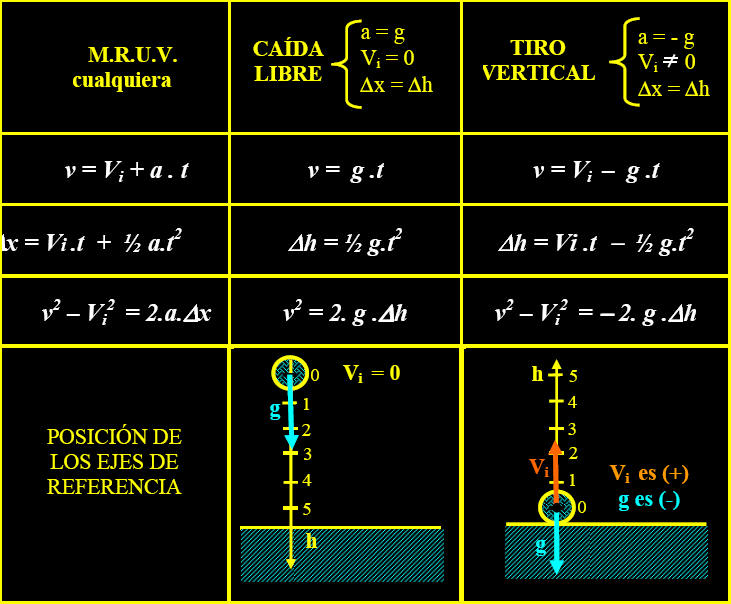 M.R.U.V.
cualquiera
CAÍDA
LIBRE
a = g
Vi = 0
Δx = Δh
TIRO
VERTICAL
a = - g
Vi ≠ 0
Δx = Δh
v = Vi + a . t
v = g .t
v = Vi – g .t
Δx = Vi .t + ½ a.t²
Δh = ½ g.t²
Δh = Vi .t – ½ g.t²
v² – Vi² = 2.a.Δx
v² = 2. g .Δh
v² – Vi² = – 2. g .Δh
POSICIÓN DE
LOS EJES DE
REFERENCIA
0
Vi = 0
g
1
2
3
4
5
h
h
5
4
3
2
Vi
1
0
Vi es (+)
g es (-)
g